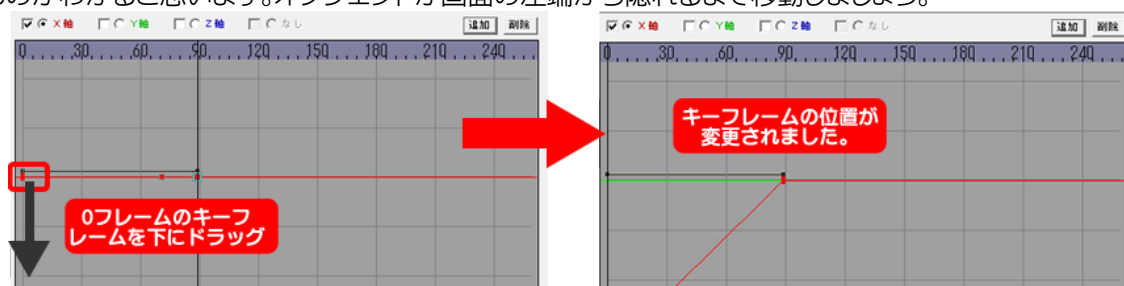 のがわかると思います。オブジェクトが画面の左端から隠れるまで移動しましょう。
X軸 Y軸 Z軸 なし 追加 削除
0 30 60 90 120 150 180 210 240
0フレームのキーフ
レームを下にドラッグ
X軸 Y軸 Z軸 なし 追加 削除
0 30 60 90 120 150 180 210 240
キーフレームの位置が
変更されました。